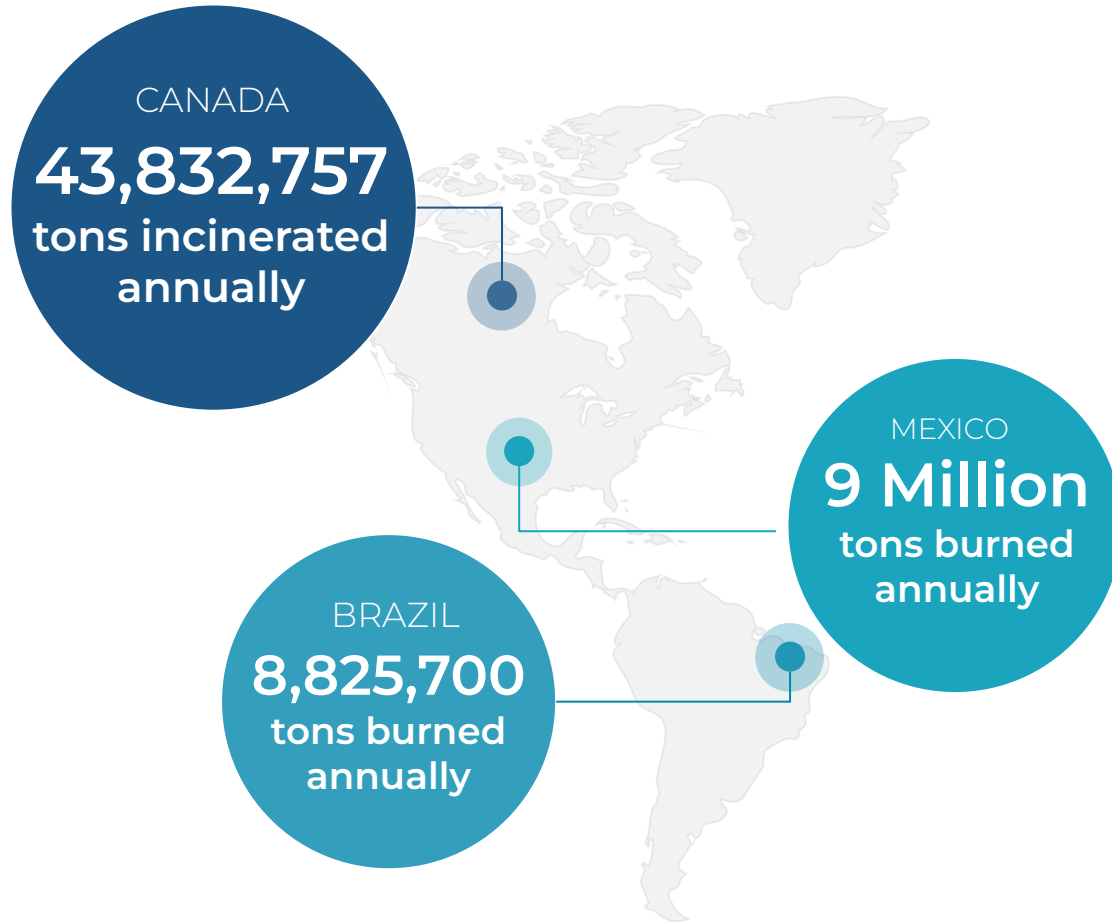 CANADA
43,832,757
tons incinerated
annually
MEXICO
9 Million
tons burned
annually
BRAZIL
8,825,700
tons burned
annually